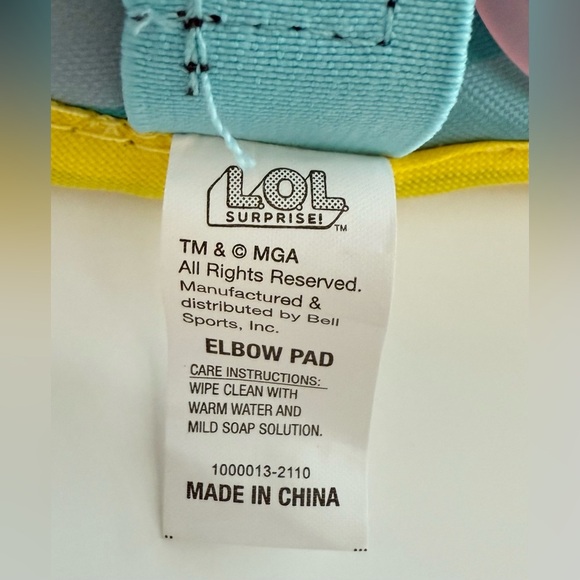 L.O.L
SURPRISE! TM
TM & © MGA
All Rights Reserved.
Manufactured &
distributed by Bell
Sports, Inc.
ELBOW PAD
CARE INSTRUCTIONS:
WIPE CLEAN WITH
WARM WATER AND
MILD SOAP SOLUTION.
1000013-2110
MADE IN CHINA